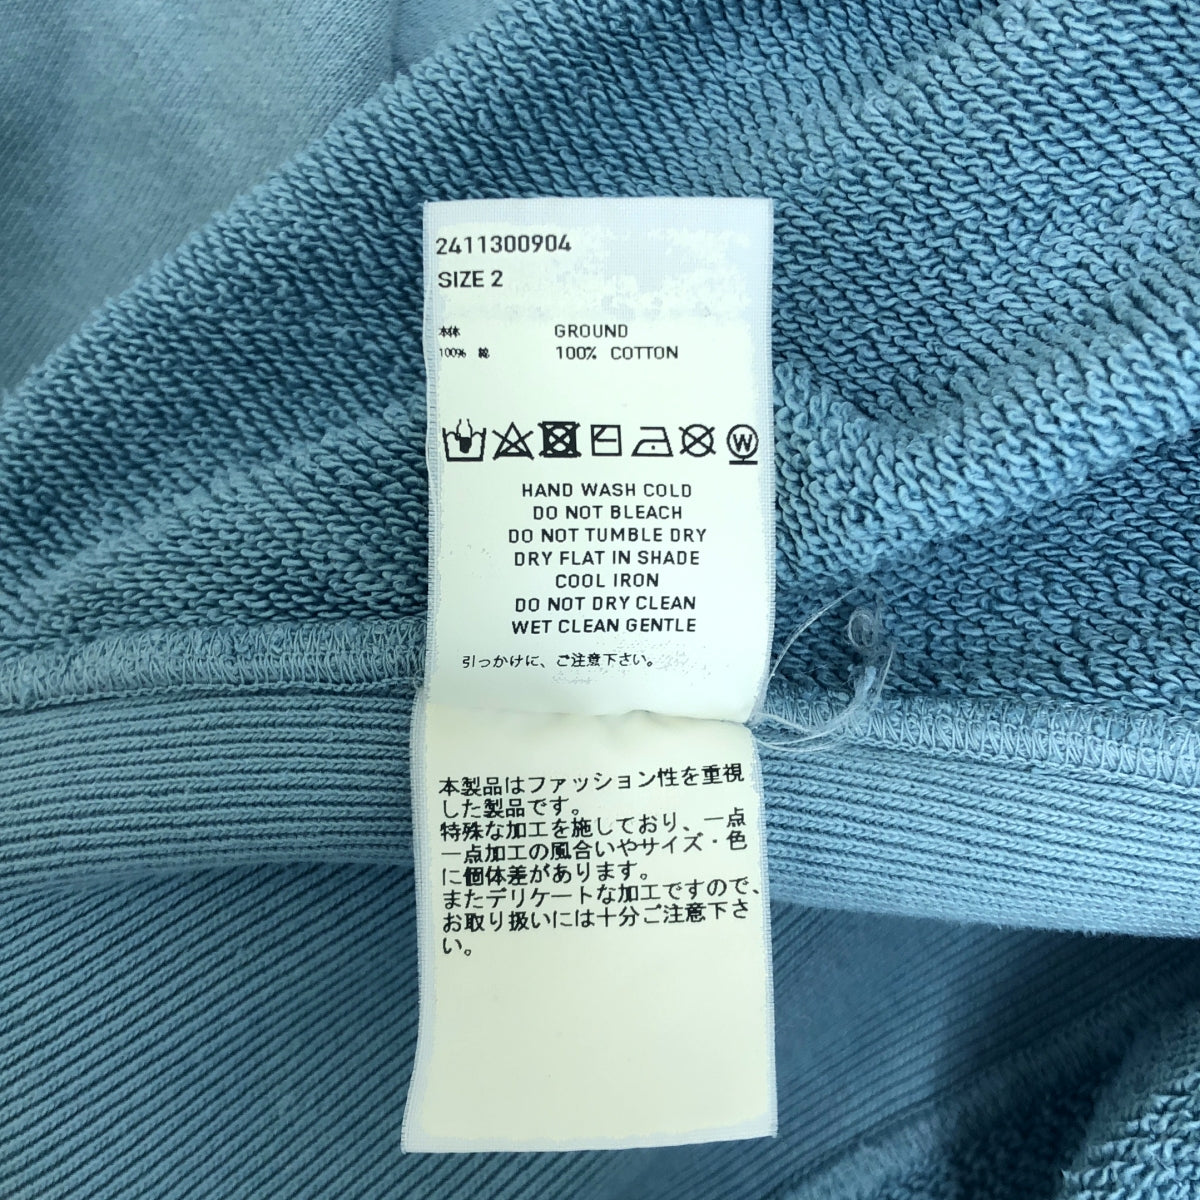 2411300904
SIZE 2
本体 GROUND
100% 綿 100% COTTON
W
HAND WASH COLD
DO NOT BLEACH
DO NOT TUMBLE DRY
DRY FLAT IN SHADE
COOL IRON
DO NOT DRY CLEAN
WET CLEAN GENTLE
引っかけに、ご注意下さい。
本製品はファッション性を重視
した製品です。
特殊な加工を施しており、一点
一点加工の風合いやサイズ・色
に個体差があります。
またデリケートな加工ですので、
お取り扱いには十分ご注意下さ
い。